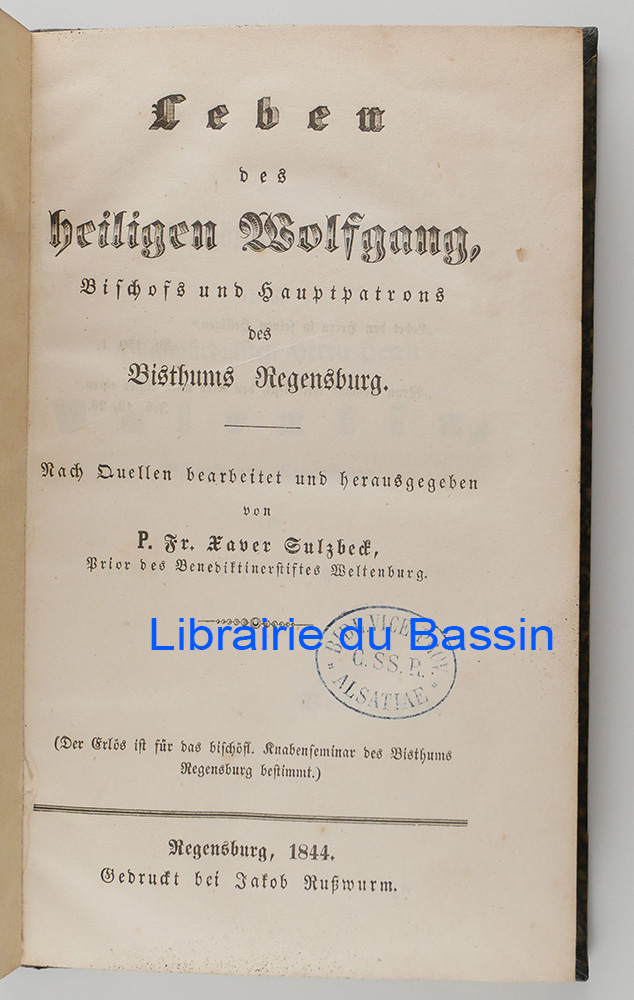 Leben
des
heiligen Wolfgang,
Bischofs und Hauptpatrons
des
Bisthums Regensburg.
Nach Quellen bearbeitet und herausgegeben
von
P. Fr. Xaver Sulzbeck,
Prior des Benediktinerstiftes Weltenburg.
Librairie du Bassin
C. SS. R.
ALSATIAE
(Der Erlös ist für das bischöfl. Knabenseminar des Bisthums
Regensburg bestimmt.)
Regensburg, 1844.
Gedruckt bei Jakob Rußwurm.